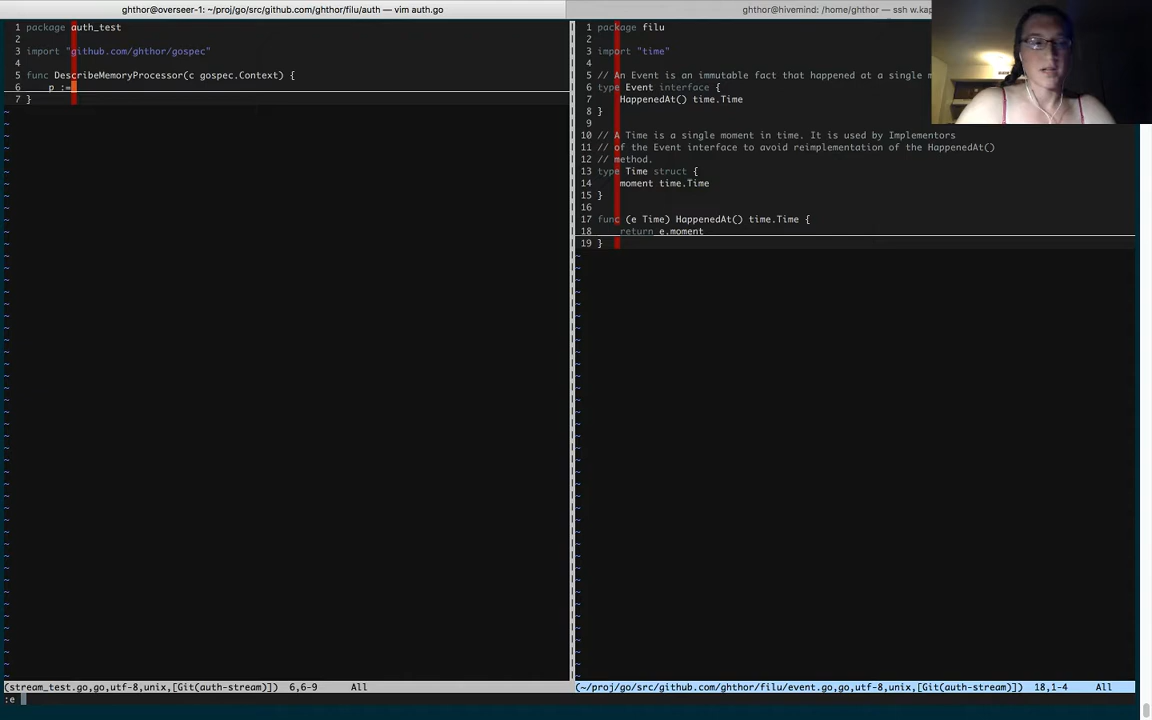 ghthor@overseer-1: ~/proj/go/src/github.com/ghthor/filu/auth — vim auth.go
ghthor@hivemind: /home/ghthor — ssh w.kap
1 package auth_test
2
3 import "github.com/ghthor/gospec"
4
5 func DescribeMemoryProcessor(c gospec.Context) {
6 p :=
7 }
~
(stream_test.go,go,utf-8,unix,[Git(auth-stream)]) 6,6-9 All
:e
1 package filu
2
3 import "time"
4
5 // An Event is an immutable fact that happened at a single m
6 type Event interface {
7 HappenedAt() time.Time
8 }
9
10 // A Time is a single moment in time. It is used by Implementors
11 // of the Event interface to avoid reimplementation of the HappenedAt()
12 // method.
13 type Time struct {
14 moment time.Time
15 }
16
17 func (e Time) HappenedAt() time.Time {
18 return e.moment
19 }
~
(~/proj/go/src/github.com/ghthor/filu/event.go,go,utf-8,unix,[Git(auth-stream)]) 18,1-4 All